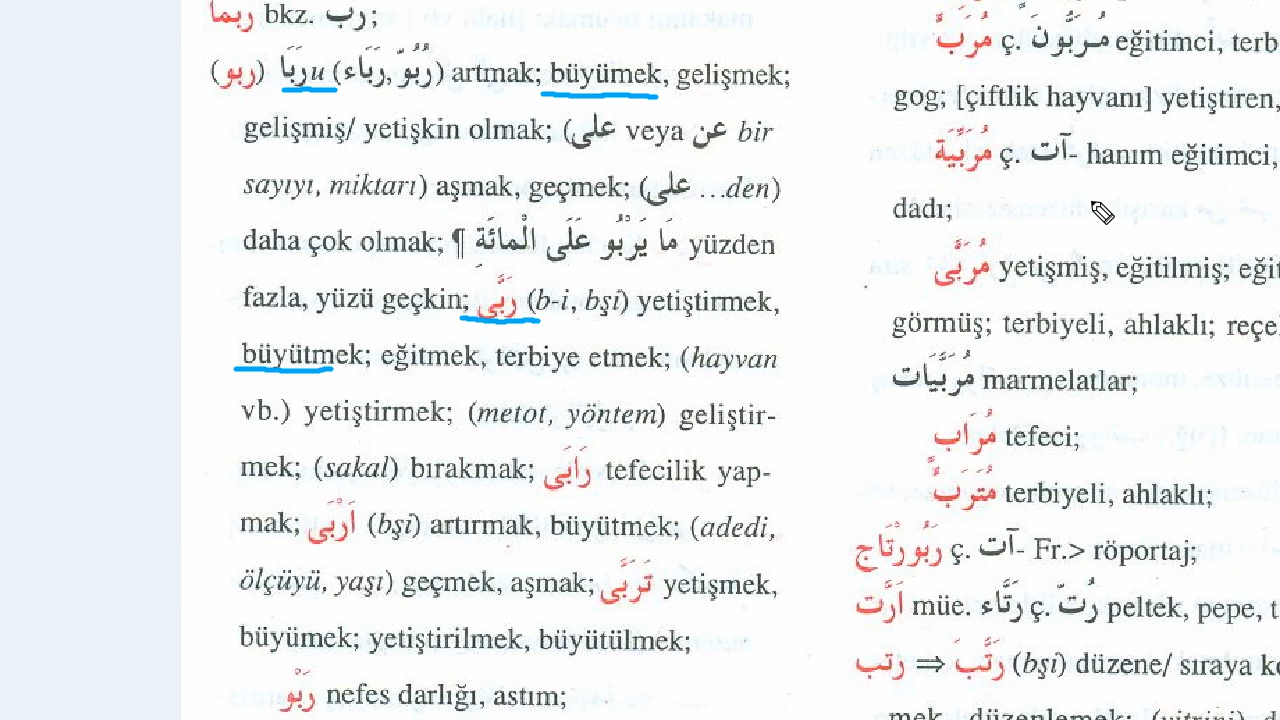 ربما bkz. رب;
(ربو) رَبَا u (رُبُوّ, رَبَاء) artmak; büyümek, gelişmek;
gelişmiş/ yetişkin olmak; (على veya عن bir
sayıyı, miktarı) aşmak, geçmek; (على ...den)
daha çok olmak; ¶ مَا يَرْبُو عَلَى الْمائَةِ yüzden
fazla, yüzü geçkin; رَبَّى (b-i, bşi) yetiştirmek,
büyütmek; eğitmek, terbiye etmek; (hayvan
vb.) yetiştirmek; (metot, yöntem) geliştir-
mek; (sakal) bırakmak; رَابَى tefecilik yap-
mak; اَرْبَى (bşi) artırmak, büyütmek; (adedi,
ölçüyü, yaşı) geçmek, aşmak; تَرَبَّى yetişmek,
büyümek; yetiştirilmek, büyütülmek;
رَبْو nefes darlığı, astım;
مُرَبٍّ ç. مُرَبُّونَ eğitimci, terb
gog; [çiftlik hayvanı] yetiştiren,
مُرَبِّيَة ç. آت- hanım eğitimci,
dadı;
مُرَبًّى yetişmiş, eğitilmiş; eğit
görmüş; terbiyeli, ahlaklı; reçel
مُرَبَّيَات marmelatlar;
مُرَابٍ tefeci;
مُتَرَبٍّ terbiyeli, ahlaklı;
رَبُورْتَاج ç. آت- Fr.> röportaj;
اَرَتّ müe. رَتَّاء ç. رُتّ peltek, pepe, t
رتب ⇒ رَتَّبَ (bşi) düzene/ sıraya ko
mek, düzenlemek; (vitrini) d